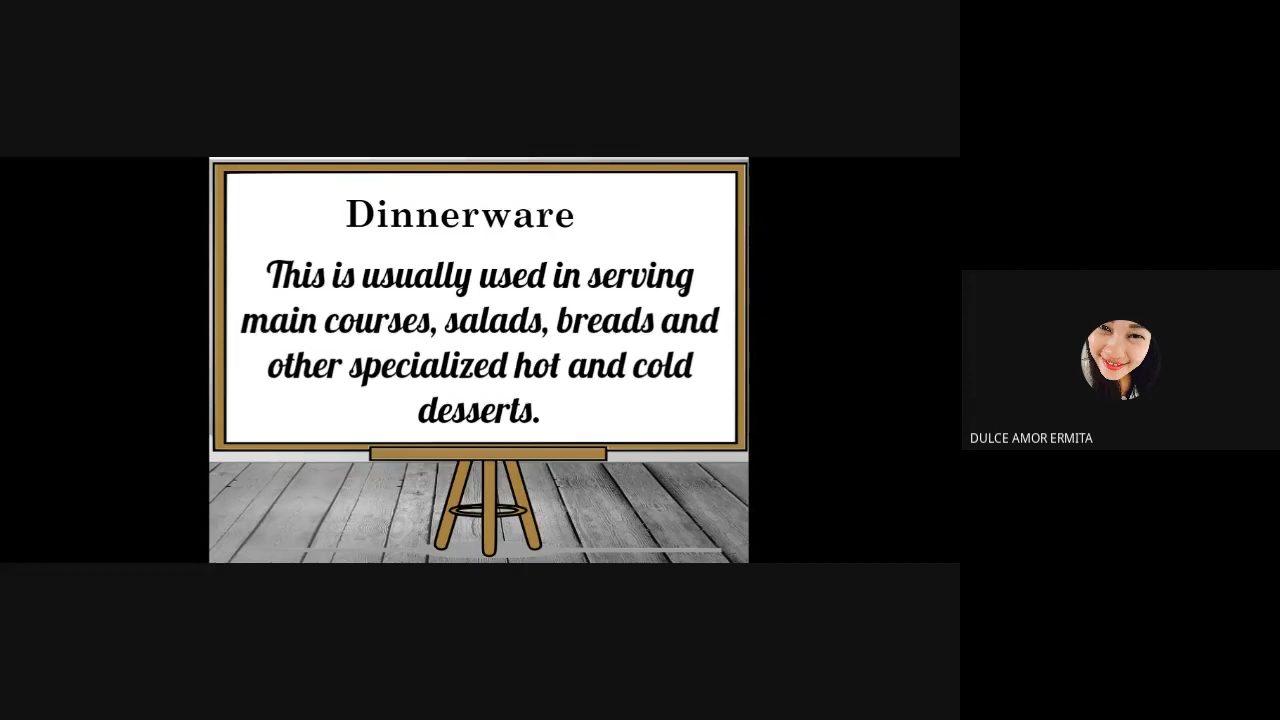 Dinnerware
This is usually used in serving
main courses, salads, breads and
other specialized hot and cold
desserts.
DULCE AMOR ERMITA